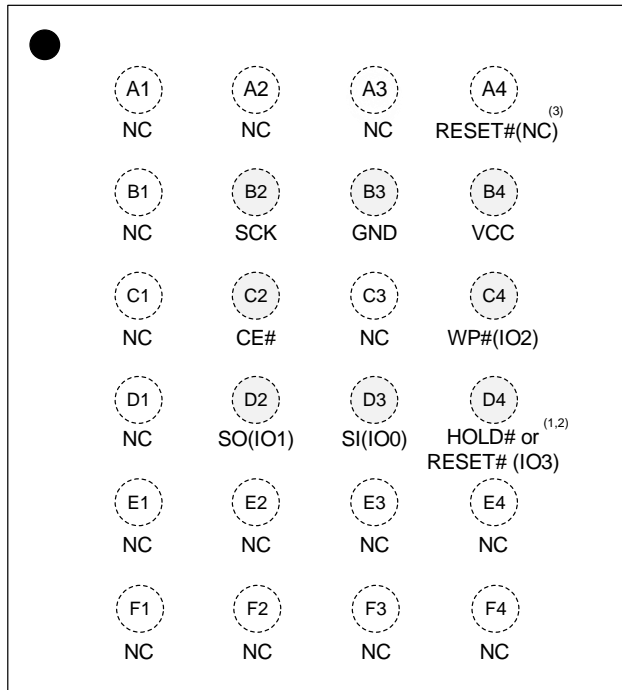 A1 A2 A3 A4
NC NC NC RESET#(NC) (3)
B1 B2 B3 B4
NC SCK GND VCC
C1 C2 C3 C4
NC CE# NC WP#(IO2)
D1 D2 D3 D4
NC SO(IO1) SI(IO0) HOLD# or (1,2)
RESET# (IO3)
E1 E2 E3 E4
NC NC NC NC
F1 F2 F3 F4
NC NC NC NC